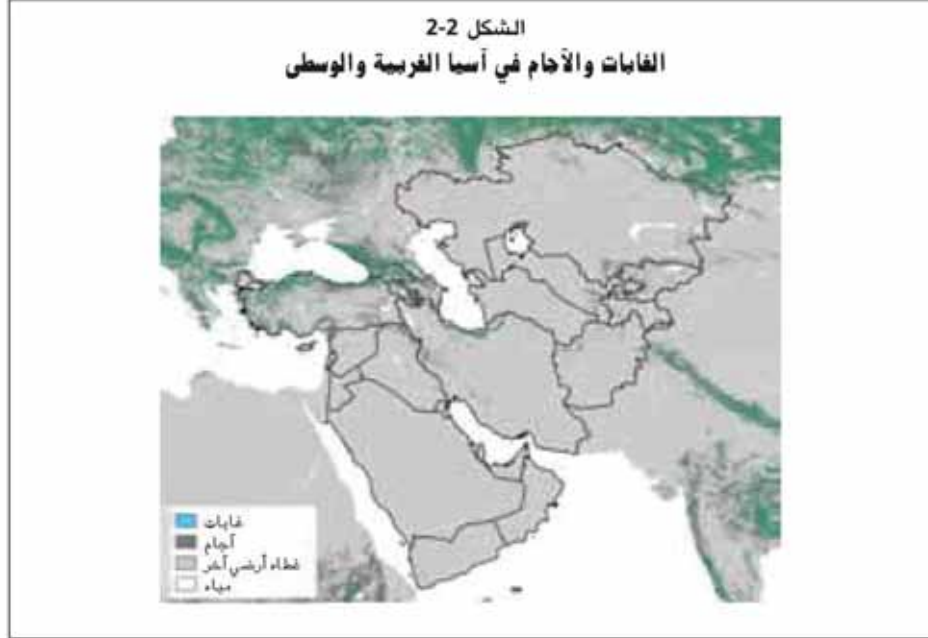 الشكل 2-2
الغابات والآجام في آسيا الغربية والوسطى
غابات
آجام
غطاء أرضي آخر
مياه